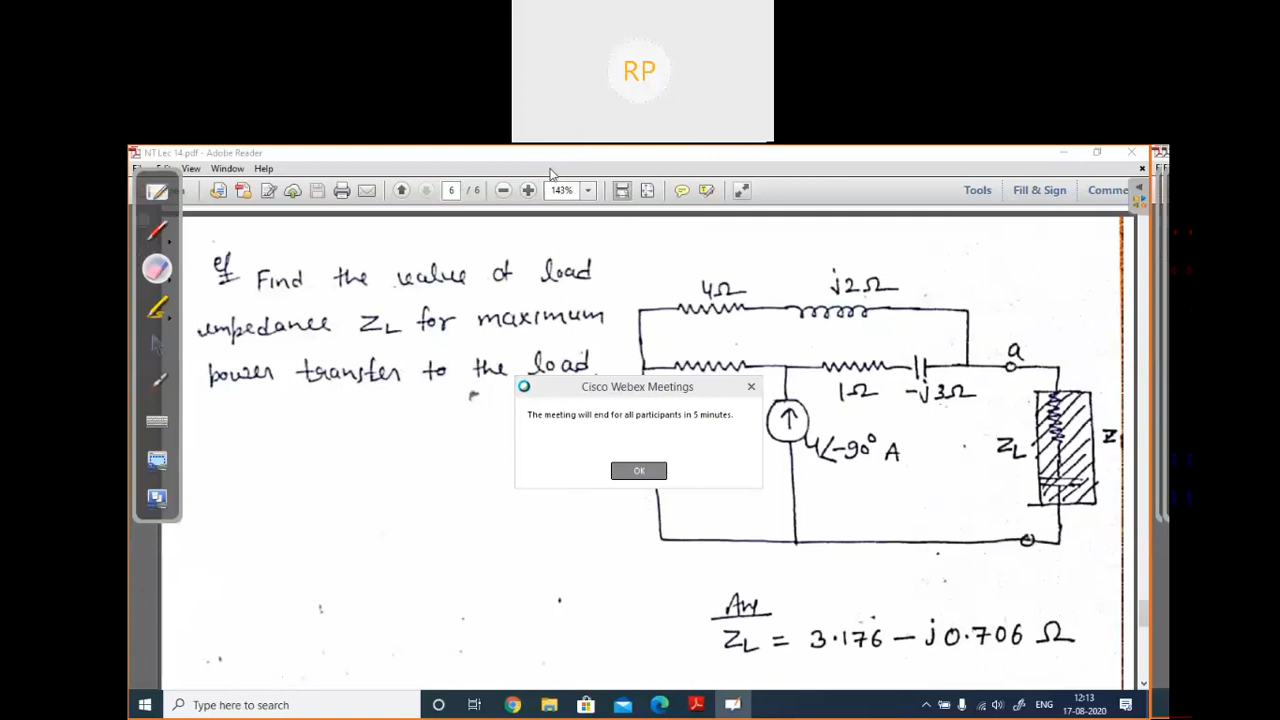 RP
NT Lec 14.pdf - Adobe Reader
View Window Help
6 / 6 143% Tools Fill & Sign Comme
eg Find the value of load
impedance ZL for maximum
power transfer to the load.
4Ω j2Ω
a
1Ω -j3Ω
4∠-90° A
ZL
Z
Cisco Webex Meetings
The meeting will end for all participants in 5 minutes.
OK
Ans
ZL = 3.176 - j0.706 Ω
Type here to search
ENG
12:13
17-08-2020